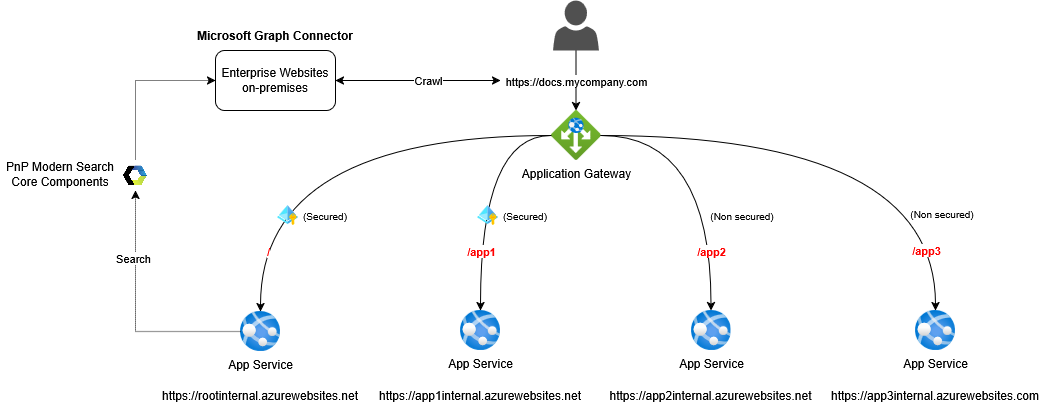 Microsoft Graph Connector
Enterprise Websites
on-premises
Crawl
https://docs.mycompany.com
PnP Modern Search
Core Components
Application Gateway
(Secured)
(Secured)
(Non secured)
(Non secured)
/
/app1
/app2
/app3
Search
App Service
App Service
App Service
App Service
https://rootinternal.azurewebsites.net
https://app1internal.azurewebsites.net
https://app2internal.azurewebsites.net
https://app3internal.azurewebsites.com